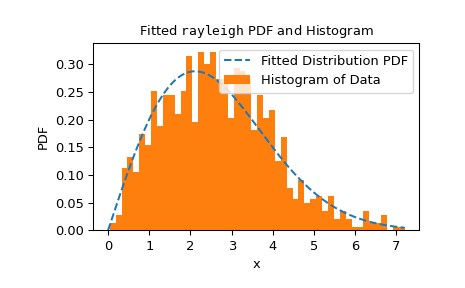 Fitted rayleigh PDF and Histogram
Fitted Distribution PDF
Histogram of Data
PDF
0.30
0.25
0.20
0.15
0.10
0.05
0.00
0 1 2 3 4 5 6 7
x